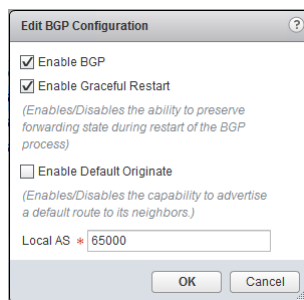 Edit BGP Configuration
?
Enable BGP
Enable Graceful Restart
(Enables/Disables the ability to preserve
forwarding state during restart of the BGP
process)
Enable Default Originate
(Enables/Disables the capability to advertise
a default route to its neighbors.)
Local AS * 65000
OK Cancel